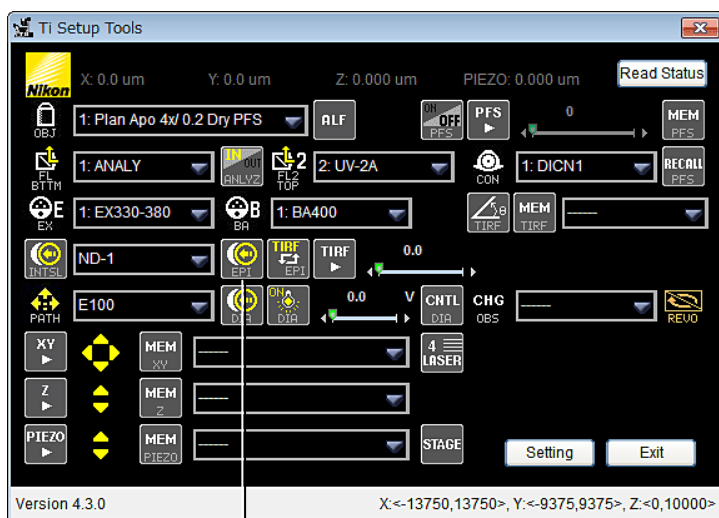 Ti Setup Tools
Nikon X: 0.0 um Y: 0.0 um Z: 0.000 um PIEZO: 0.000 um Read Status
OBJ 1: Plan Apo 4x/ 0.2 Dry PFS ALF ON OFF PFS PFS 0 MEM PFS
FL BTTM 1: ANALY IN OUT ANLYZ 2 FL2 TOP 2: UV-2A CON 1: DICN1 RECALL PFS
E EX 1: EX330-380 B BA 1: BA400 θ TIRF MEM TIRF -----
INTSL ND-1 EPI TIRF EPI TIRF 0.0
PATH E100 DIA ON DIA 0.0 V CNTL DIA CHG OBS ----- REVO
XY MEM XY ----- 4 LASER
Z MEM Z -----
PIEZO MEM PIEZO ----- STAGE Setting Exit
Version 4.3.0 X:<-13750,13750>, Y:<-9375,9375>, Z:<0,10000>